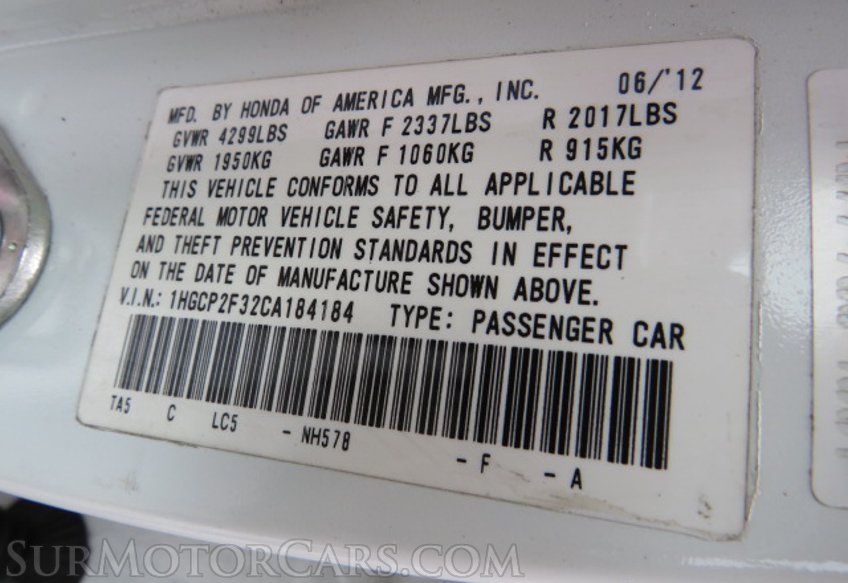 MFD. BY HONDA OF AMERICA MFG., INC. 06/'12
GVWR 4299LBS GAWR F 2337LBS R 2017LBS
GVWR 1950KG GAWR F 1060KG R 915KG
THIS VEHICLE CONFORMS TO ALL APPLICABLE
FEDERAL MOTOR VEHICLE SAFETY, BUMPER,
AND THEFT PREVENTION STANDARDS IN EFFECT
ON THE DATE OF MANUFACTURE SHOWN ABOVE.
V.I.N.: 1HGCP2F32CA184184 TYPE: PASSENGER CAR
TA5 C LC5 - NH578 - F - A
SURMOTORCARS.COM